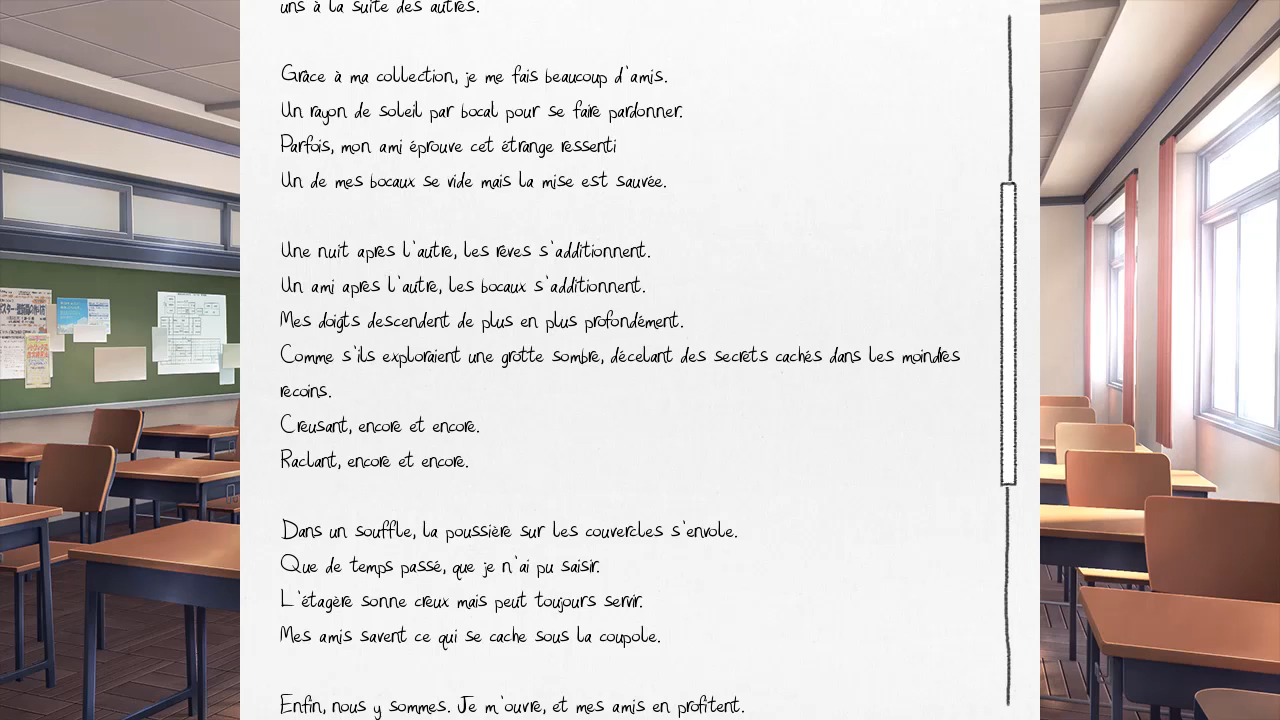 uns à la suite des autres.
Grâce à ma collection, je me fais beaucoup d'amis.
Un rayon de soleil par bocal pour se faire pardonner.
Parfois, mon ami éprouve cet étrange ressenti
Un de mes bocaux se vide mais la mise est sauvée.
Une nuit après l'autre, les rêves s'additionnent.
Un ami après l'autre, les bocaux s'additionnent.
Mes doigts descendent de plus en plus profondément.
Comme s'ils exploraient une grotte sombre, décelant des secrets cachés dans les moindres
recoins.
Creusant, encore et encore.
Raclant, encore et encore.
Dans un souffle, la poussière sur les couvercles s'envole.
Que de temps passé, que je n'ai pu saisir.
L'étagère sonne creux mais peut toujours servir.
Mes amis savent ce qui se cache sous la coupole.
Enfin, nous y sommes. Je m'ouvre, et mes amis en profitent.